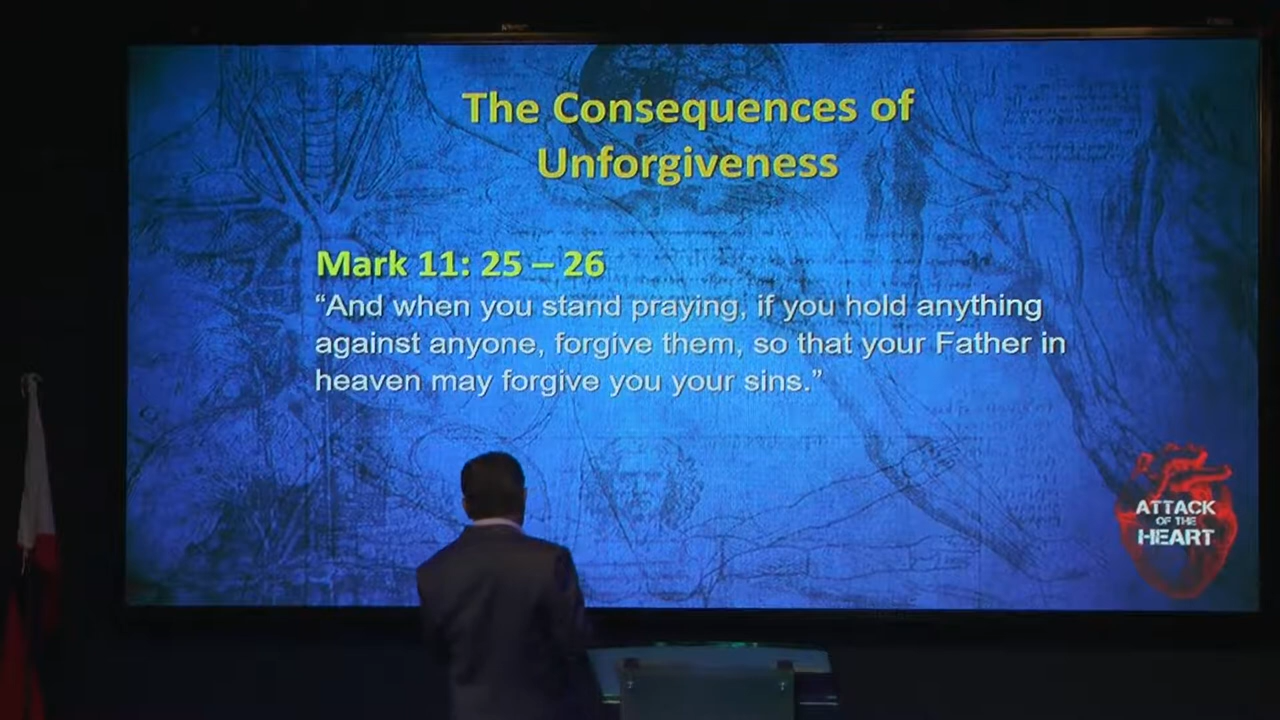 The Consequences of
Unforgiveness
Mark 11: 25 – 26
“And when you stand praying, if you hold anything
against anyone, forgive them, so that your Father in
heaven may forgive you your sins.”
ATTACK
OF THE
HEART